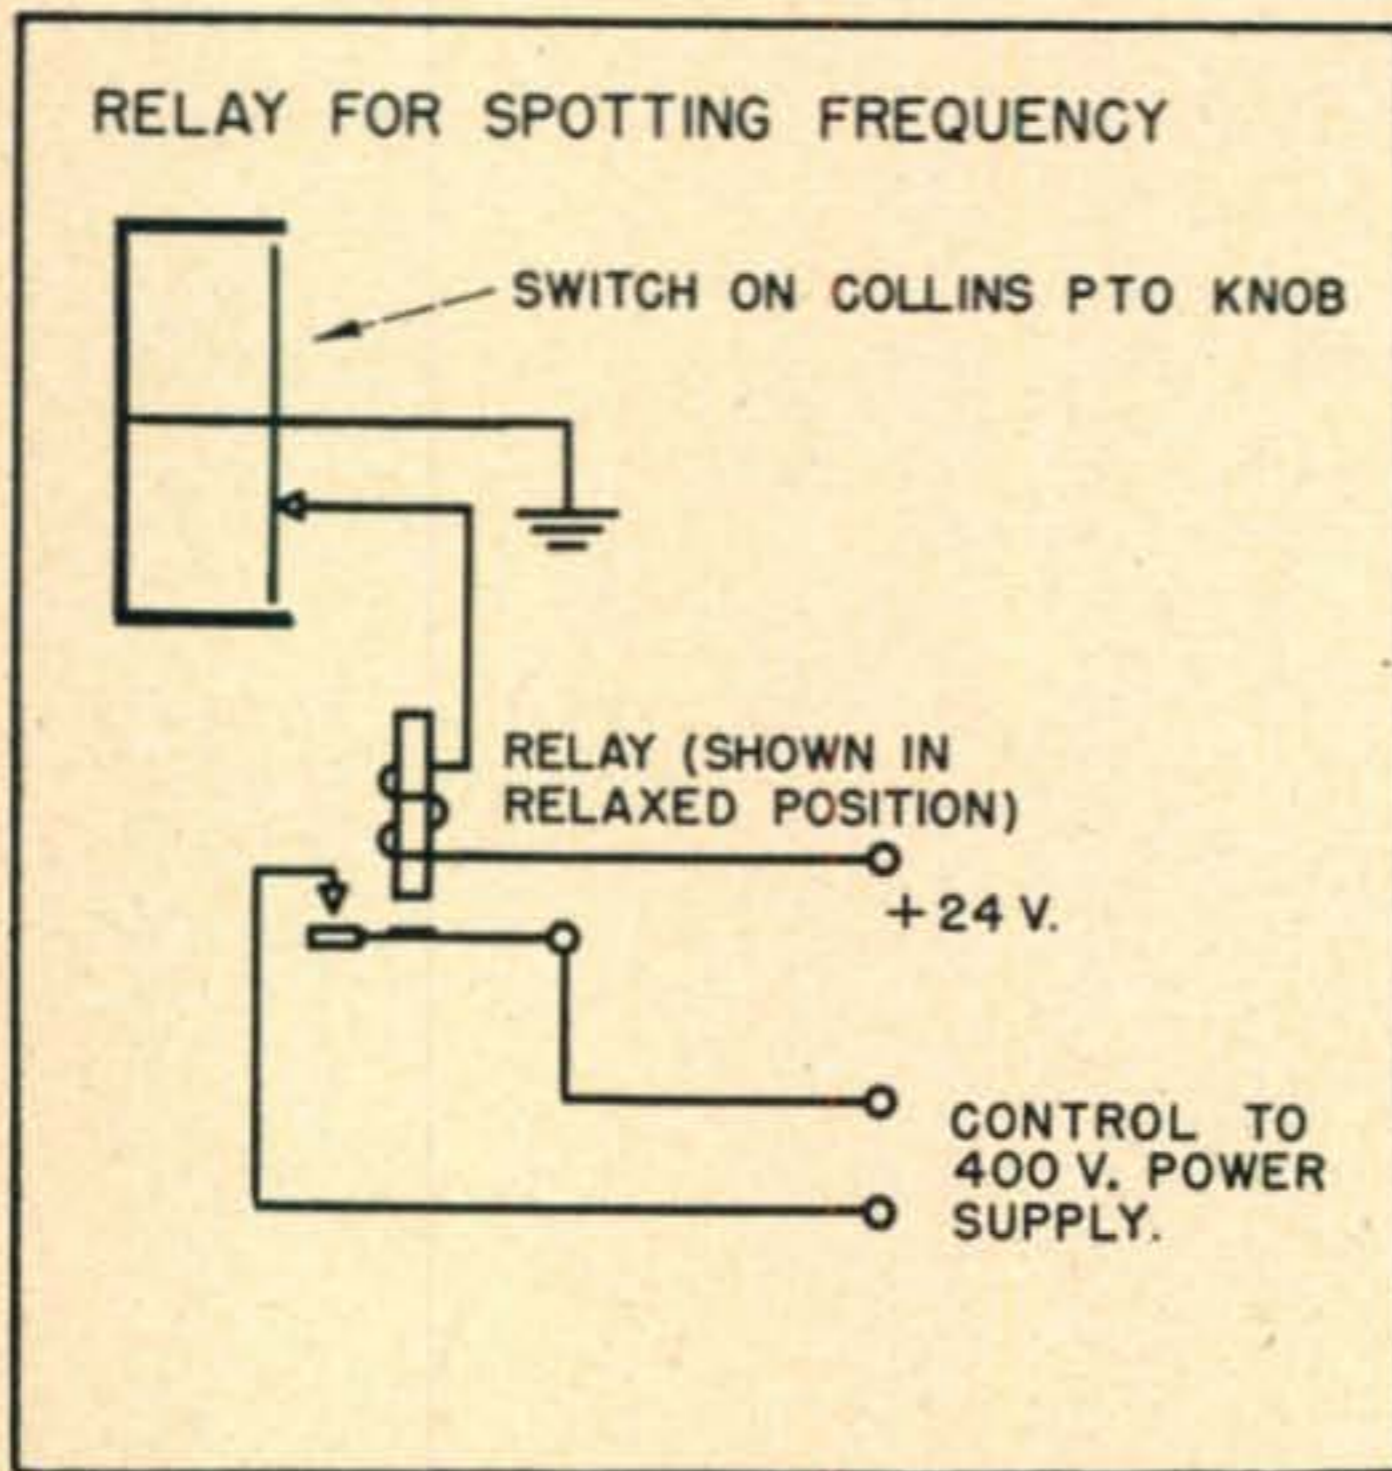 RELAY FOR SPOTTING FREQUENCY
SWITCH ON COLLINS PTO KNOB
RELAY (SHOWN IN
RELAXED POSITION)
+24 V.
CONTROL TO
400 V. POWER
SUPPLY.